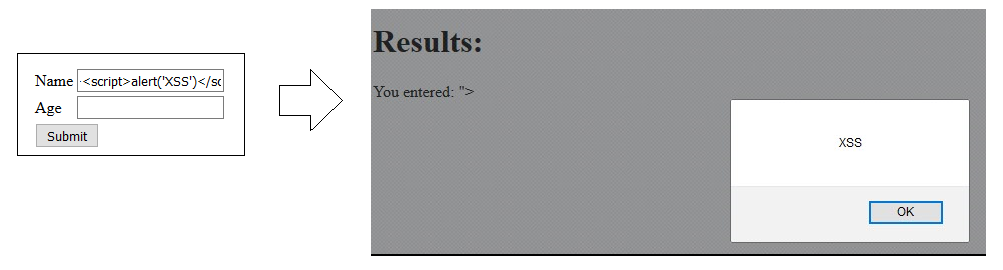 Name <script>alert('XSS')</sc
Age
Submit
Results:
You entered: ">
XSS
OK